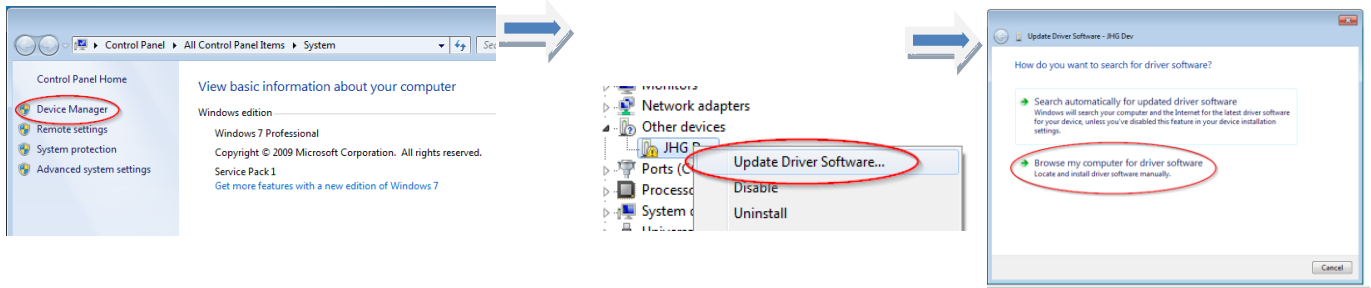 Control Panel ▸ All Control Panel Items ▸ System
Control Panel Home
Device Manager
Remote settings
System protection
Advanced system settings
View basic information about your computer
Windows edition
Windows 7 Professional
Copyright © 2009 Microsoft Corporation. All rights reserved.
Service Pack 1
Get more features with a new edition of Windows 7
Network adapters
Other devices
JHG
Ports
System
Update Driver Software...
Disable
Uninstall
Update Driver Software - JHG Dev
How do you want to search for driver software?
Search automatically for updated driver software
Windows will search your computer and the Internet for the latest driver software
for your device, unless you've disabled this feature in your device installation
settings.
Browse my computer for driver software
Locate and install driver software manually.
Cancel